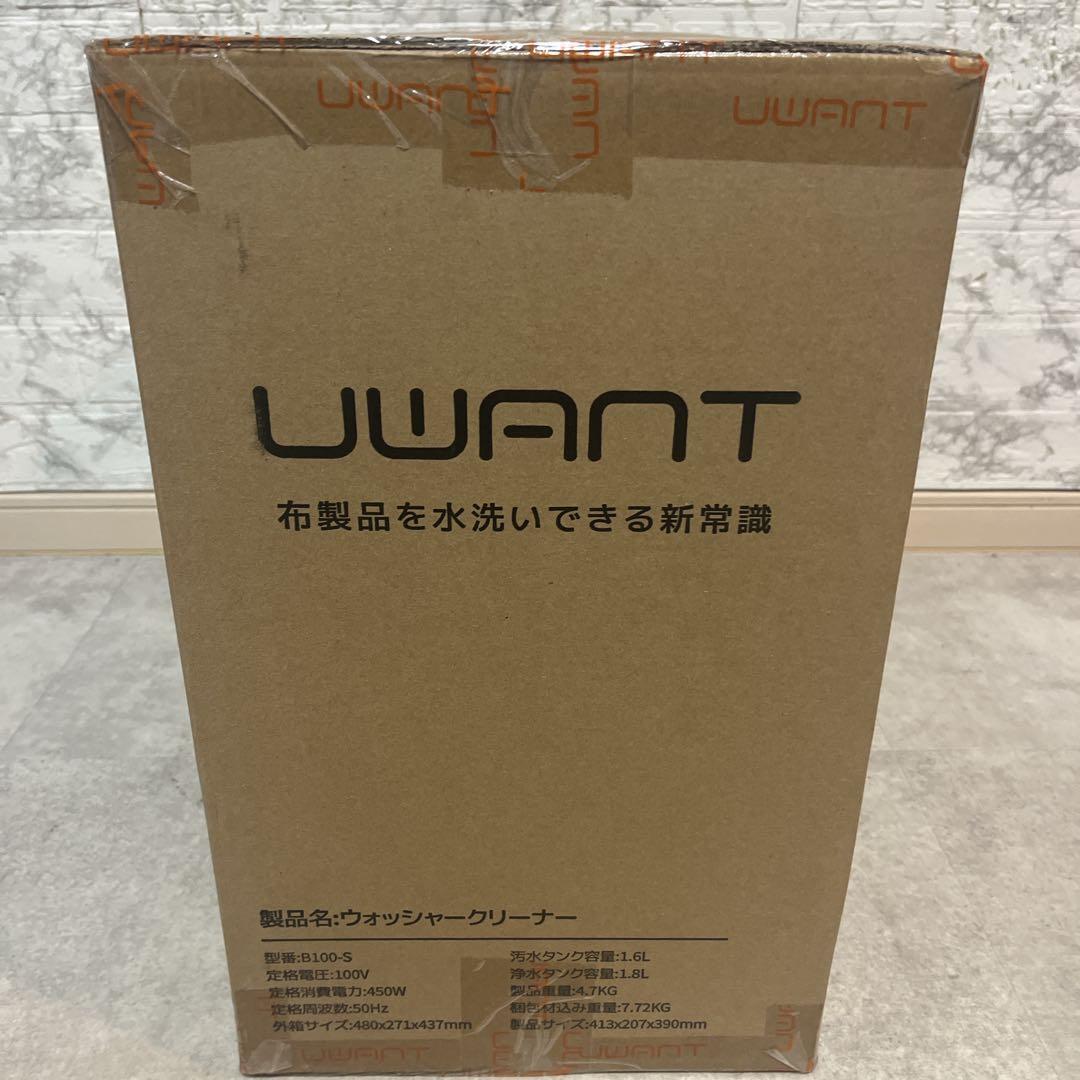 UWANT UWANT
UWANT
布製品を水洗いできる新常識
製品名:ウォッシャークリーナー
型番:B100-S
定格電圧:100V
定格消費電力:450W
定格周波数:50Hz
外箱サイズ:480x271x437mm
汚水タンク容量:1.6L
浄水タンク容量:1.8L
製品重量:4.7KG
梱包材込み重量:7.72KG
製品サイズ:413x207x390mm
UWANT UWANT